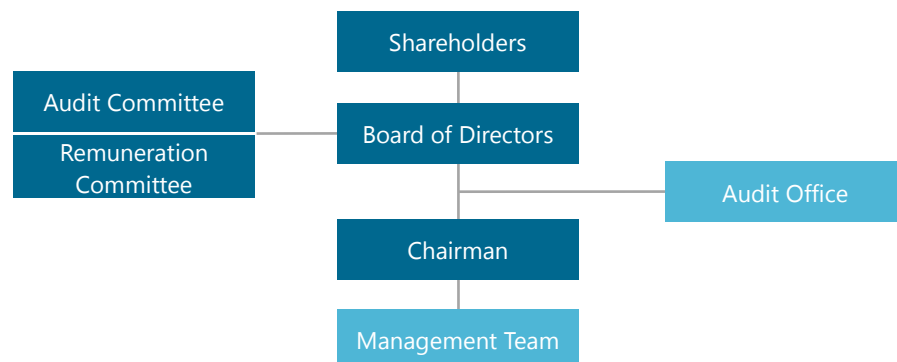 Shareholders
Audit Committee
Board of Directors
Remuneration
Committee
Audit Office
Chairman
Management Team